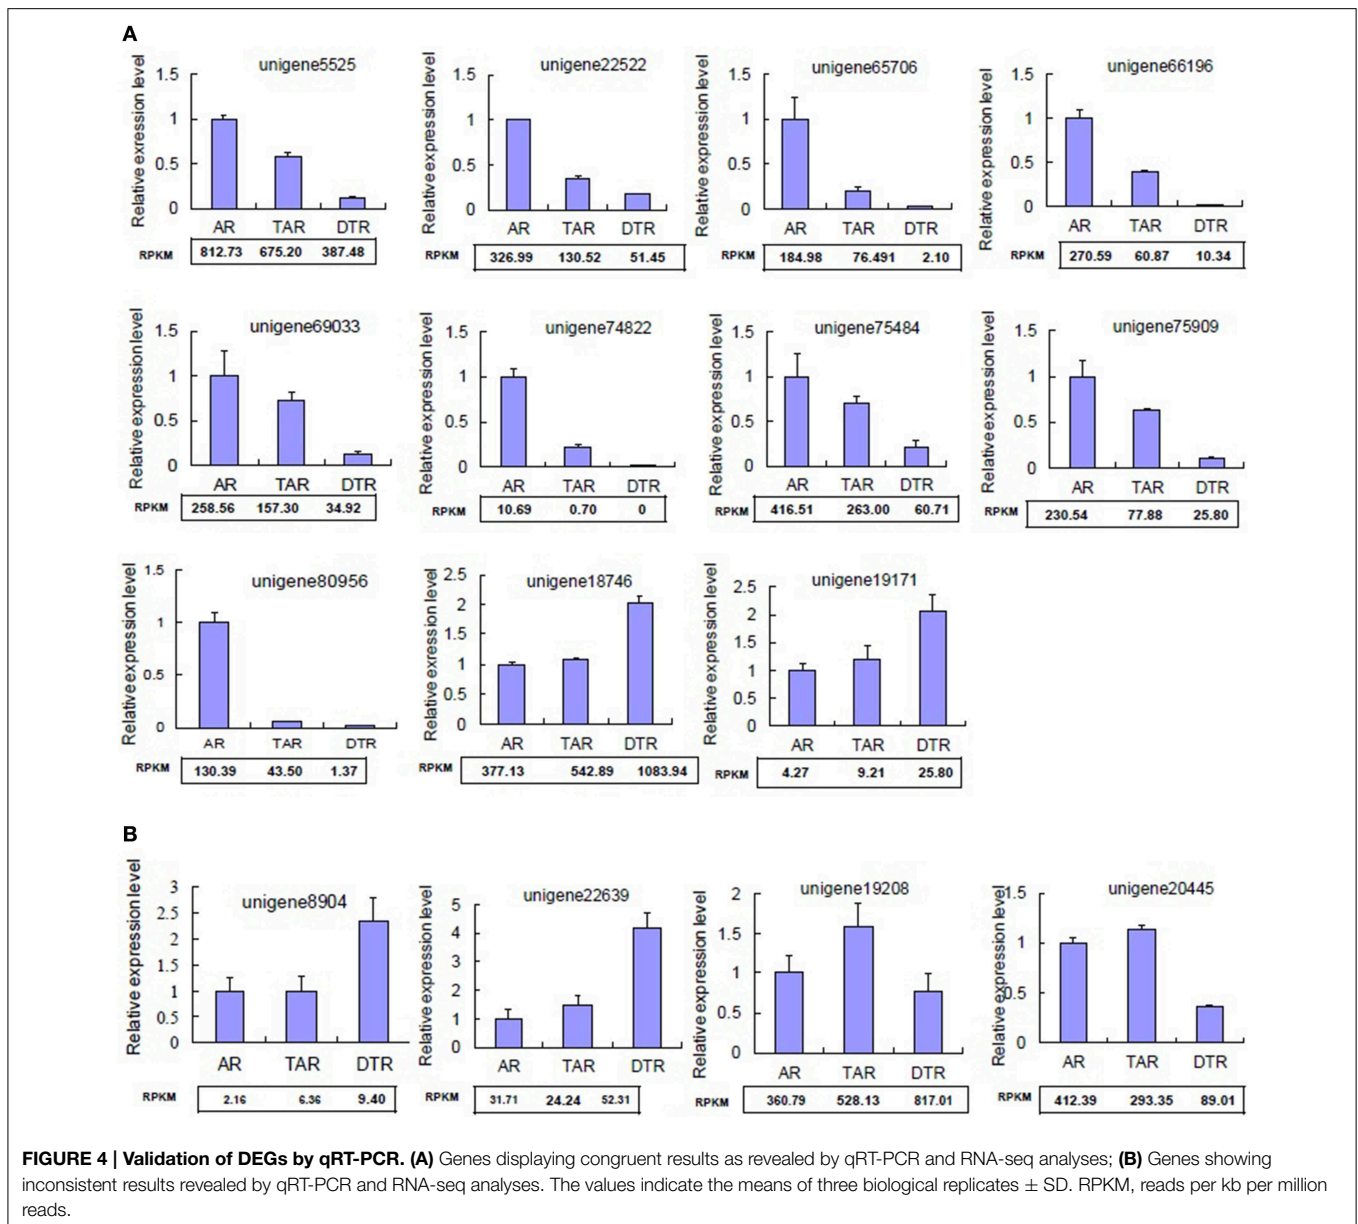 A
unigene5525
Relative expression level
1.5
1
0.5
0
AR TAR DTR
RPKM 812.73 675.20 387.48
unigene22522
Relative expression level
1.5
1
0.5
0
AR TAR DTR
RPKM 326.99 130.52 51.45
unigene65706
Relative expression level
1.5
1
0.5
0
AR TAR DTR
RPKM 184.98 76.491 2.10
unigene66196
Relative expression level
1.5
1
0.5
0
AR TAR DTR
RPKM 270.59 60.87 10.34
unigene69033
Relative expression level
1.5
1
0.5
0
AR TAR DTR
RPKM 258.56 157.30 34.92
unigene74822
Relative expression level
1.5
1
0.5
0
AR TAR DTR
RPKM 10.69 0.70 0
unigene75484
Relative expression level
1.5
1
0.5
0
AR TAR DTR
RPKM 416.51 263.00 60.71
unigene75909
Relative expression level
1.5
1
0.5
0
AR TAR DTR
RPKM 230.54 77.88 25.80
unigene80956
Relative expression level
1.5
1
0.5
0
AR TAR DTR
RPKM 130.39 43.50 1.37
unigene18746
Relative expression level
2.5
2
1.5
1
0.5
0
AR TAR DTR
RPKM 377.13 542.89 1083.94
unigene19171
Relative expression level
2.5
2
1.5
1
0.5
0
AR TAR DTR
RPKM 4.27 9.21 25.80
B
unigene8904
Relative expression level
3
2.5
2
1.5
1
0.5
0
AR TAR DTR
RPKM 2.16 6.36 9.40
unigene22639
Relative expression level
5
4
3
2
1
0
AR TAR DTR
RPKM 31.71 24.24 52.31
unigene19208
Relative expression level
2
1.5
1
0.5
0
AR TAR DTR
RPKM 360.79 528.13 817.01
unigene20445
Relative expression level
1.5
1
0.5
0
AR TAR DTR
RPKM 412.39 293.35 89.01
FIGURE 4 | Validation of DEGs by qRT-PCR. (A) Genes displaying congruent results as revealed by qRT-PCR and RNA-seq analyses; (B) Genes showing
inconsistent results revealed by qRT-PCR and RNA-seq analyses. The values indicate the means of three biological replicates ± SD. RPKM, reads per kb per million
reads.